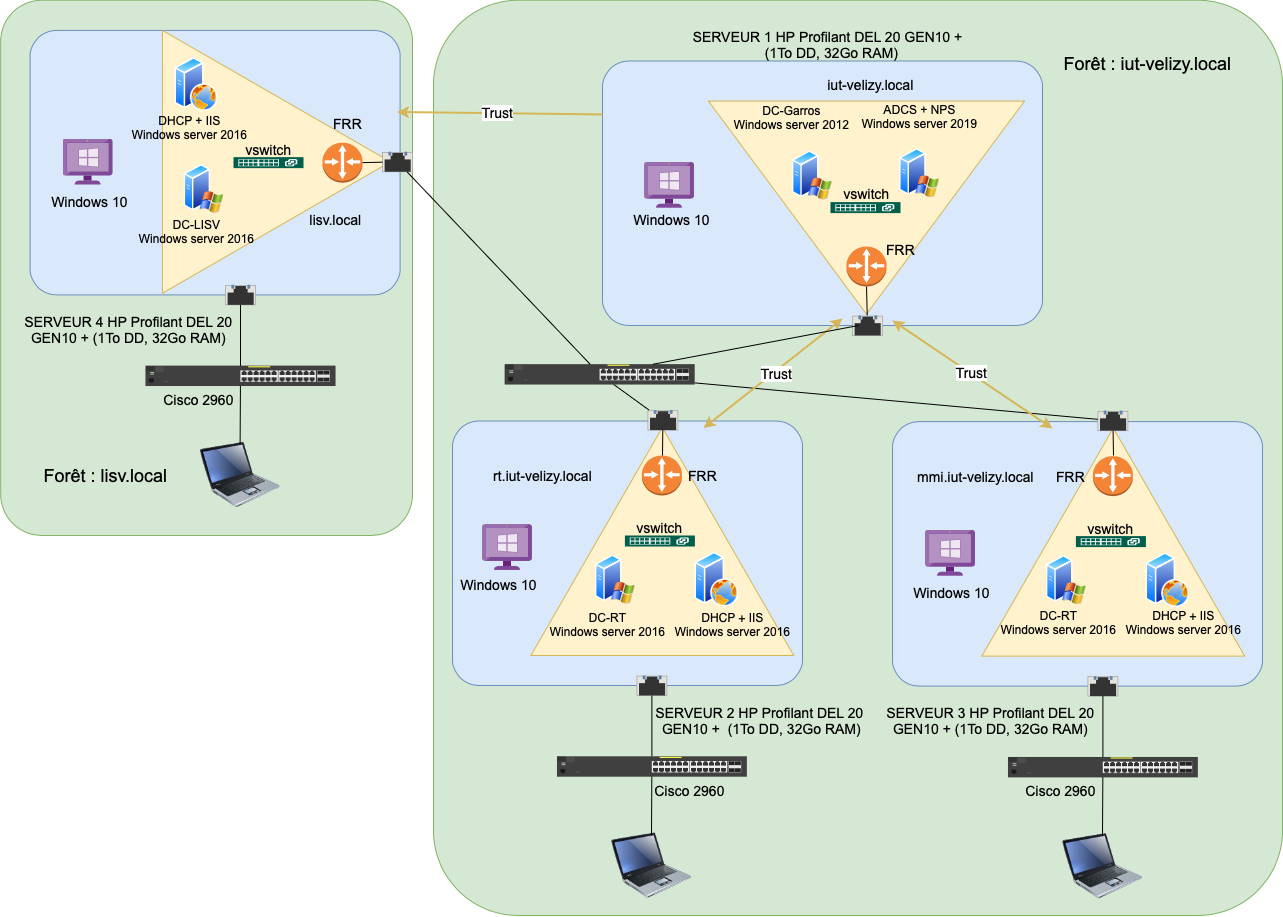 SERVEUR 1 HP Profilant DEL 20 GEN10 +
(1To DD, 32Go RAM)
Forêt : iut-velizy.local
iut-velizy.local
DC-Garros
Windows server 2012
ADCS + NPS
Windows server 2019
vswitch
Windows 10
FRR
Trust
DHCP + IIS
Windows server 2016
FRR
vswitch
Windows 10
DC-LISV
Windows server 2016
lisv.local
SERVEUR 4 HP Profilant DEL 20
GEN10 + (1To DD, 32Go RAM)
Cisco 2960
Forêt : lisv.local
Trust
Trust
rt.iut-velizy.local
FRR
vswitch
Windows 10
DC-RT
Windows server 2016
DHCP + IIS
Windows server 2016
SERVEUR 2 HP Profilant DEL 20
GEN10 + (1To DD, 32Go RAM)
Cisco 2960
mmi.iut-velizy.local
FRR
vswitch
Windows 10
DC-RT
Windows server 2016
DHCP + IIS
Windows server 2016
SERVEUR 3 HP Profilant DEL 20
GEN10 + (1To DD, 32Go RAM)
Cisco 2960